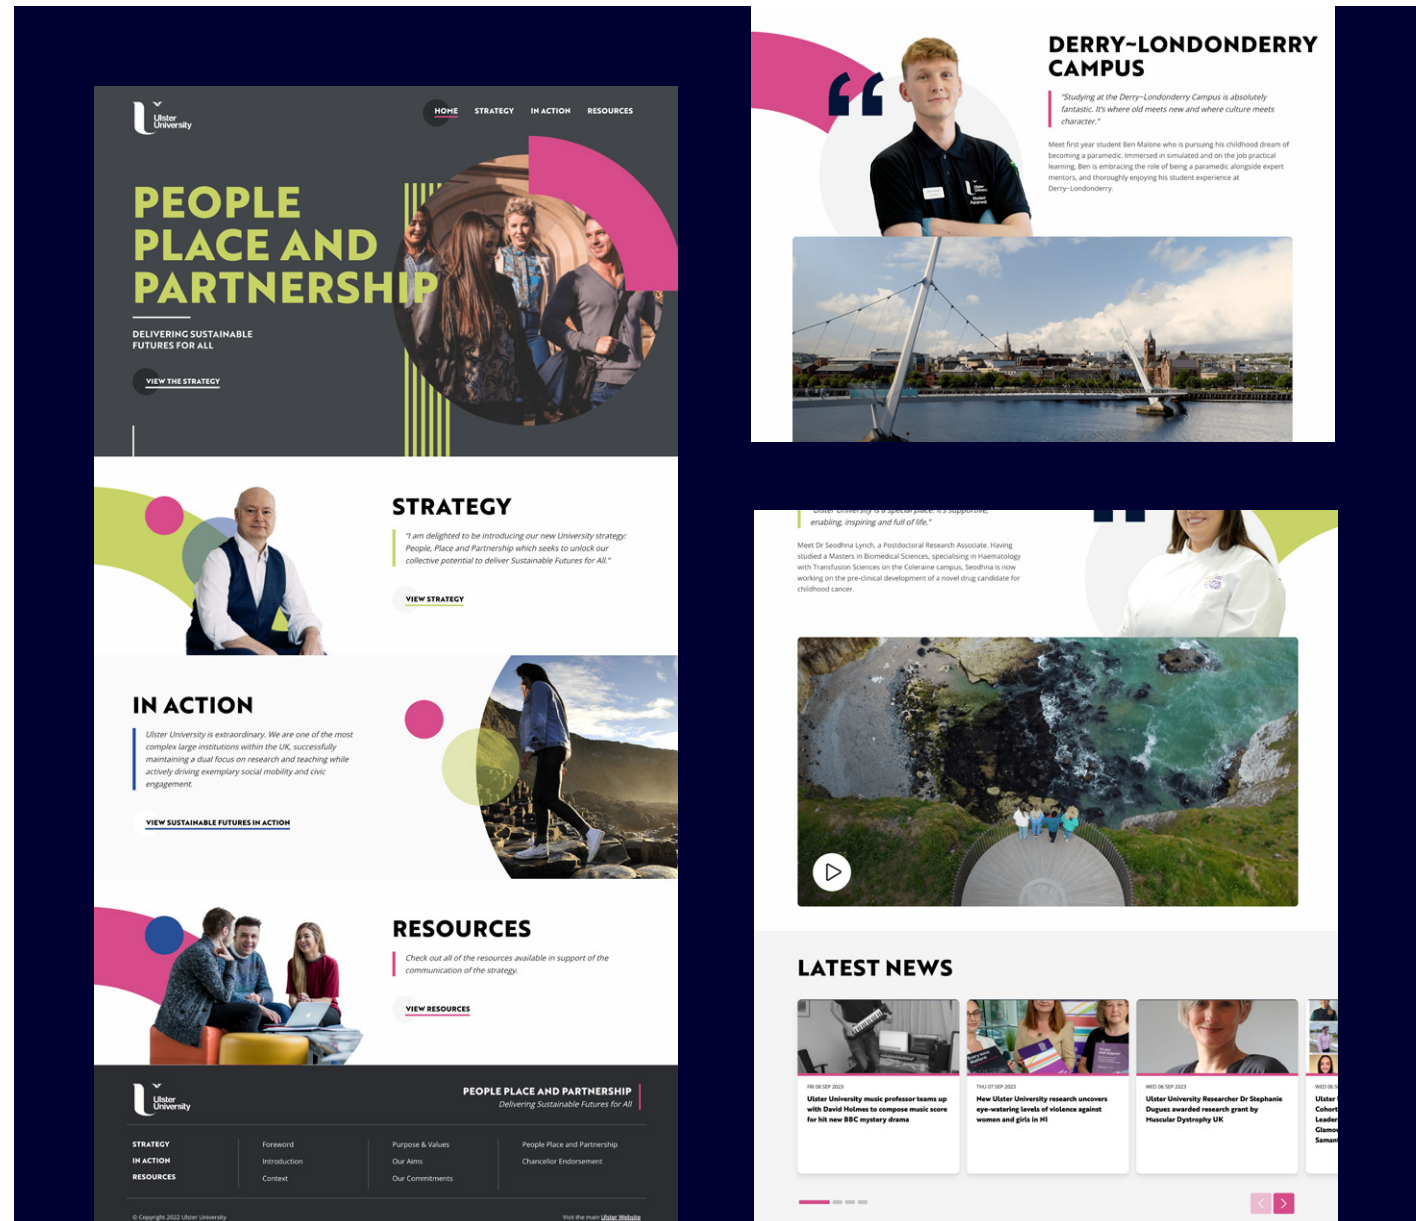 Ulster
University
HOME STRATEGY IN ACTION RESOURCES
PEOPLE
PLACE AND
PARTNERSHIP
DELIVERING SUSTAINABLE
FUTURES FOR ALL
VIEW THE STRATEGY
STRATEGY
“I am delighted to be introducing our new University strategy:
People, Place and Partnership which seeks to unlock our
collective potential to deliver Sustainable Futures for All.”
VIEW STRATEGY
IN ACTION
Ulster University is extraordinary. We are one of the most
complex large institutions within the UK, successfully
maintaining a dual focus on research and teaching while
actively driving exemplary social mobility and civic
engagement.
VIEW SUSTAINABLE FUTURES IN ACTION
RESOURCES
Check out all of the resources available in support of the
communication of the strategy.
VIEW RESOURCES
Ulster
University
PEOPLE PLACE AND PARTNERSHIP
Delivering Sustainable Futures for All
STRATEGY
IN ACTION
RESOURCES
Foreword
Introduction
Context
Purpose & Values
Our Aims
Our Commitments
People Place and Partnership
Chancellor Endorsement
© Copyright 2022 Ulster University
Visit the main Ulster Website
DERRY~LONDONDERRY
CAMPUS
“Studying at the Derry~Londonderry Campus is absolutely
fantastic. It’s where old meets new and where culture meets
character.”
Meet first year student Ben Malone who is pursuing his childhood dream of
becoming a paramedic. Immersed in simulated and on the job practical
learning, Ben is embracing the role of being a paramedic alongside expert
mentors, and thoroughly enjoying his student experience at
Derry~Londonderry.
“Ulster University is a special place. It’s supportive,
enabling, inspiring and full of life.”
Meet Dr Seodhna Lynch, a Postdoctoral Research Associate. Having
studied a Masters in Biomedical Sciences, specialising in Haematology
with Transfusion Sciences on the Coleraine campus, Seodhna is now
working on the pre-clinical development of a novel drug candidate for
childhood cancer.
LATEST NEWS
FRI 08 SEP 2023
Ulster University music professor teams up
with David Holmes to compose music score
for hit new BBC mystery drama
THU 07 SEP 2023
New Ulster University research uncovers
eye-watering levels of violence against
women and girls in NI
WED 06 SEP 2023
Ulster University Researcher Dr Stephanie
Duguez awarded research grant by
Muscular Dystrophy UK
WED 06 S
Ulster
Cohort
Leader
Glamou
Saman